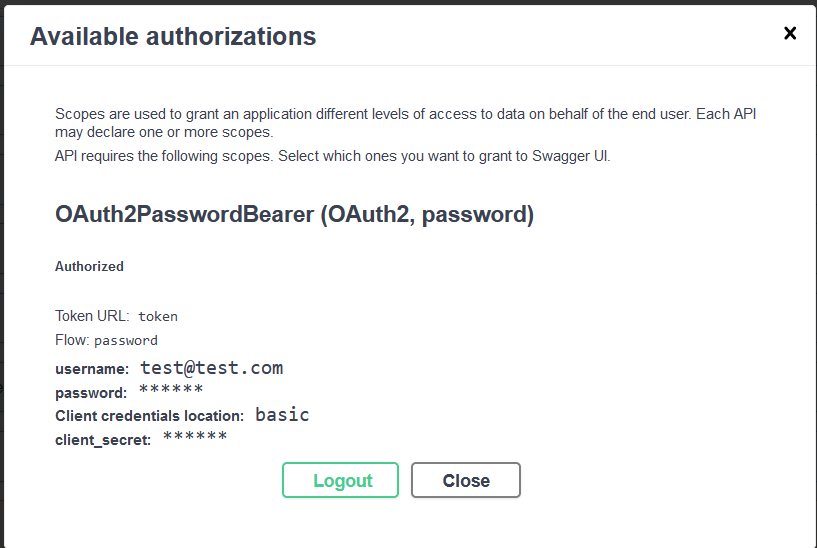 Available authorizations
Scopes are used to grant an application different levels of access to data on behalf of the end user. Each API
may declare one or more scopes.
API requires the following scopes. Select which ones you want to grant to Swagger UI.
OAuth2PasswordBearer (OAuth2, password)
Authorized
Token URL: token
Flow: password
username: test@test.com
password: ******
Client credentials location: basic
client_secret: ******
Logout Close